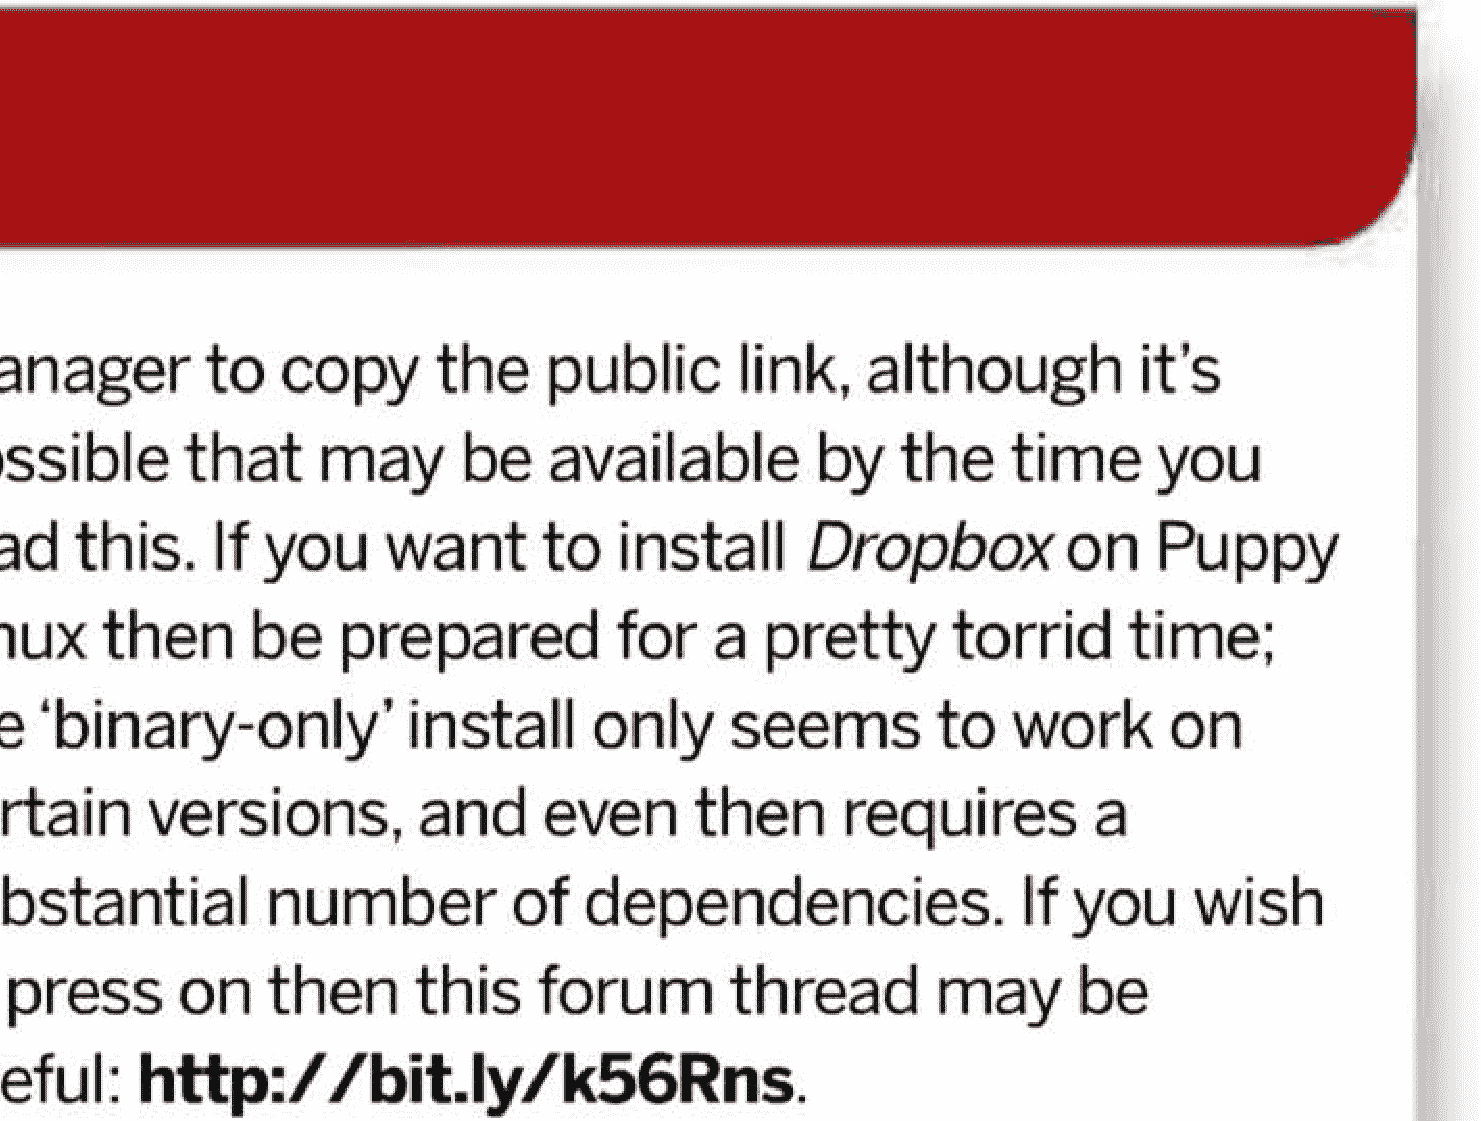 anager to copy the public link, although it’s
ossible that may be available by the time you
ad this. If you want to install Dropbox on Puppy
nux then be prepared for a pretty torrid time;
e ‘binary-only’ install only seems to work on
rtain versions, and even then requires a
bstantial number of dependencies. If you wish
press on then this forum thread may be
eful: http://bit.ly/k56Rns.